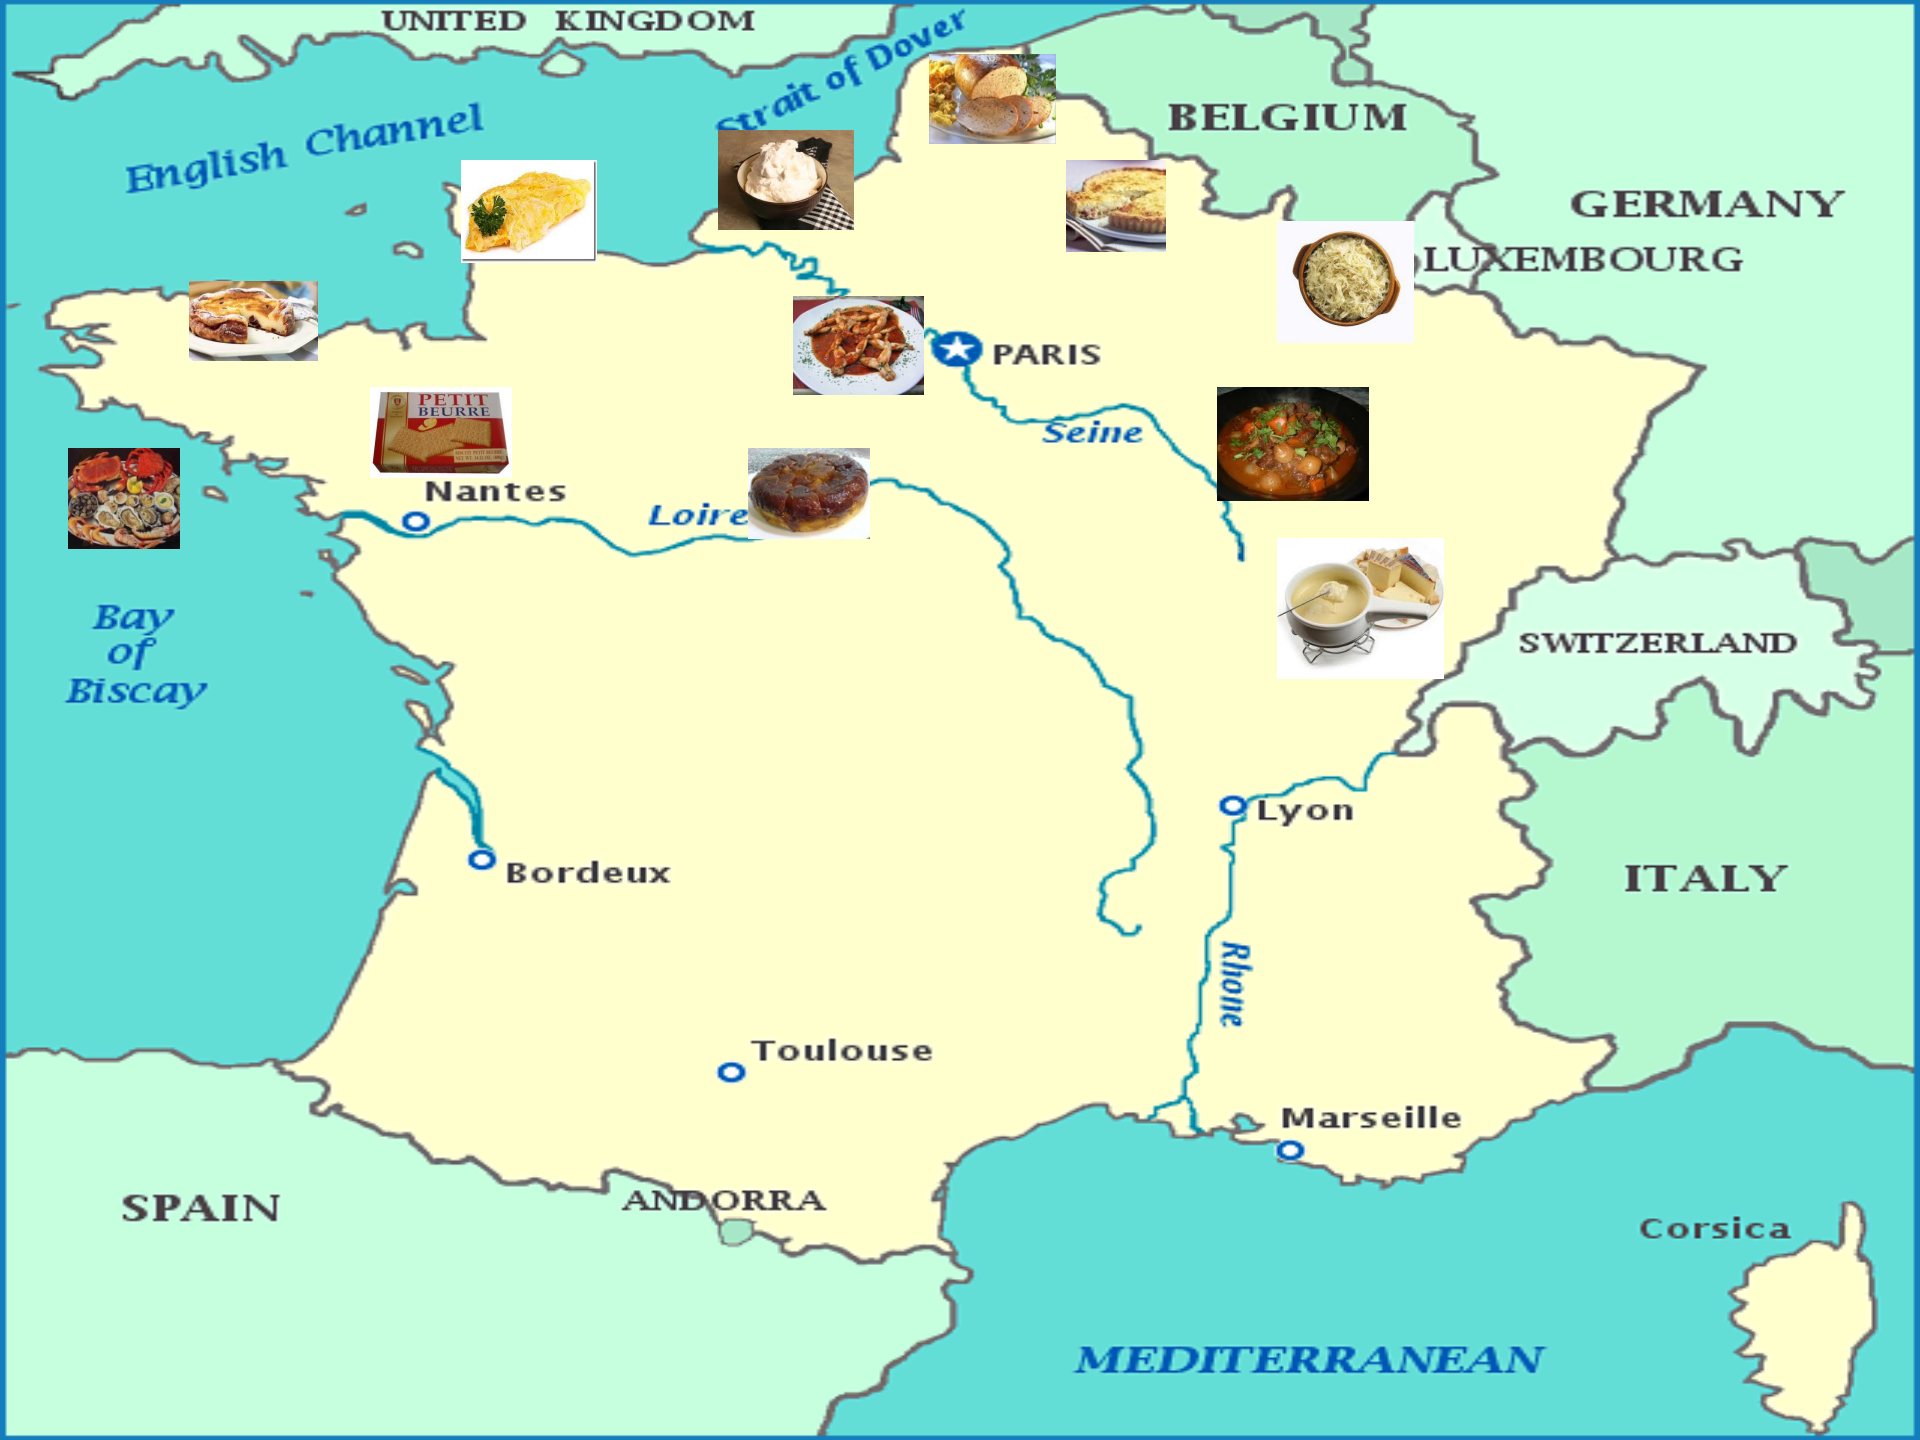 UNITED KINGDOM
Strait of Dover
English Channel
BELGIUM
GERMANY
LUXEMBOURG
PARIS
PETIT
BEURRE
Seine
Nantes
Loire
Bay
of
Biscay
SWITZERLAND
Lyon
Bordeux
ITALY
Rhone
Toulouse
Marseille
SPAIN
ANDORRA
Corsica
MEDITERRANEAN